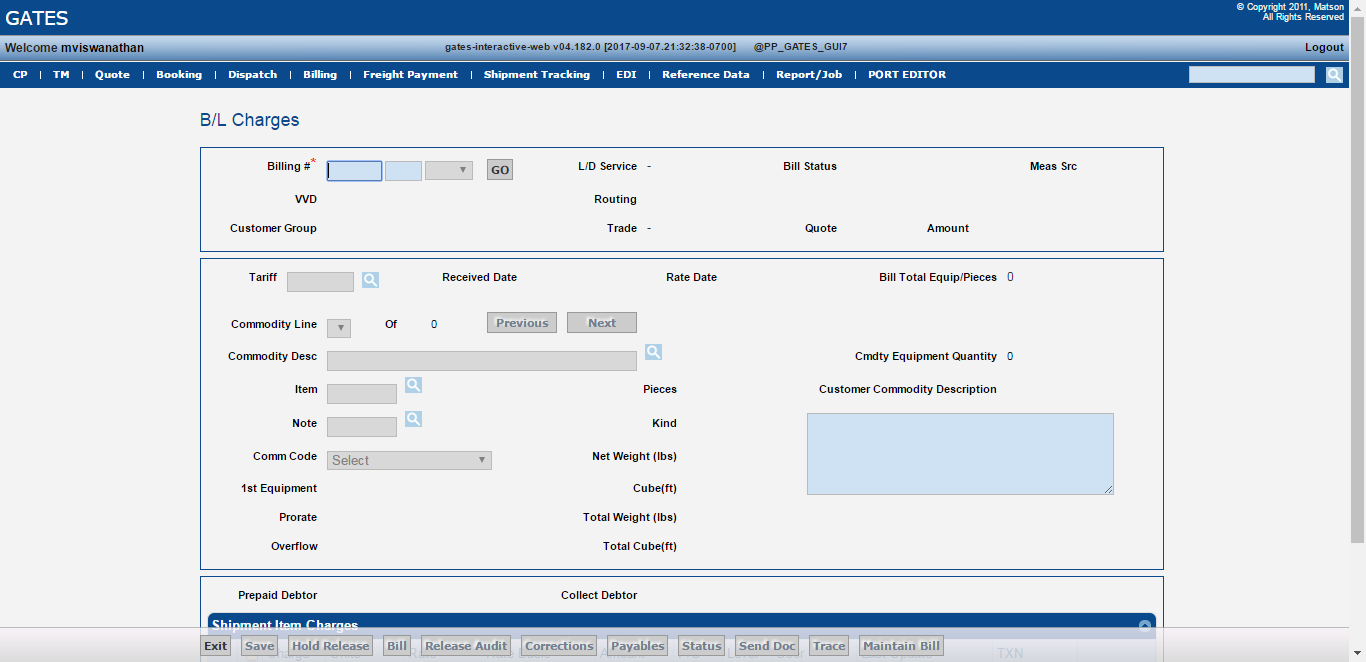 GATES
© Copyright 2011, Matson
All Rights Reserved
Welcome mviswanathan
gates-interactive-web v04.182.0 [2017-09-07.21:32:38-0700] @PP_GATES_GUI7
Logout
CP | TM | Quote | Booking | Dispatch | Billing | Freight Payment | Shipment Tracking | EDI | Reference Data | Report/Job | PORT EDITOR
B/L Charges
Billing #* GO L/D Service - Bill Status Meas Src
VVD Routing
Customer Group Trade - Quote Amount
Tariff Received Date Rate Date Bill Total Equip/Pieces 0
Commodity Line Of 0 Previous Next
Commodity Desc Cmdty Equipment Quantity 0
Item Pieces Customer Commodity Description
Note Kind
Comm Code Select Net Weight (lbs)
1st Equipment Cube(ft)
Prorate Total Weight (lbs)
Overflow Total Cube(ft)
Prepaid Debtor Collect Debtor
Shipment Item Charges
Exit Save Hold Release Bill Release Audit Corrections Payables Status Send Doc Trace Maintain Bill
TXN